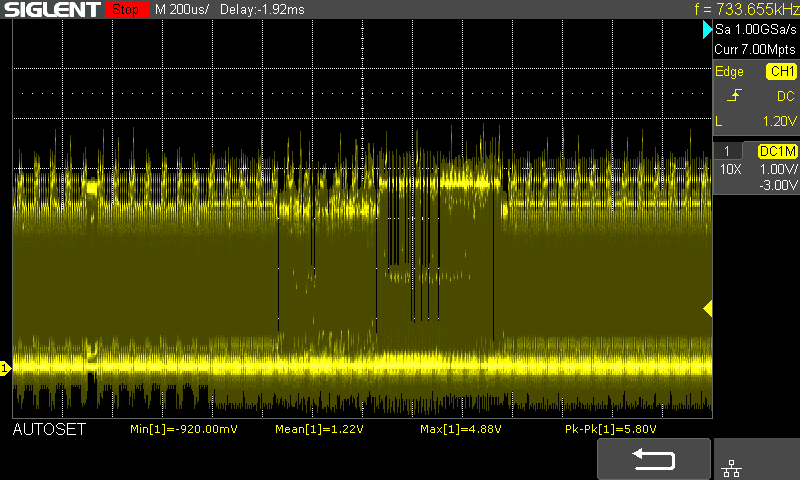 SIGLENT Stop M 200us/ Delay:-1.92ms f = 733.655kHz
Sa 1.00GSa/s
Curr 7.00Mpts
Edge CH1
DC
L 1.20V
1 DC1M
10X 1.00V/
-3.00V
1
AUTOSET Min[1]=-920.00mV Mean[1]=1.22V Max[1]=4.88V Pk-Pk[1]=5.80V